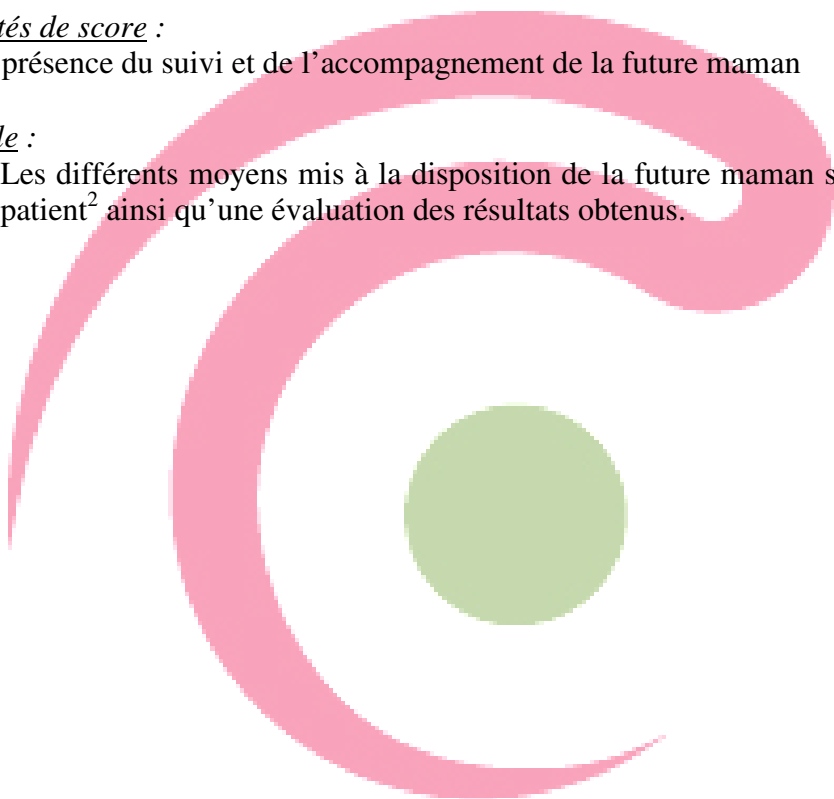 tés de score :
présence du suivi et de l'accompagnement de la future maman
le :
Les différents moyens mis à la disposition de la future maman s
patient² ainsi qu'une évaluation des résultats obtenus.